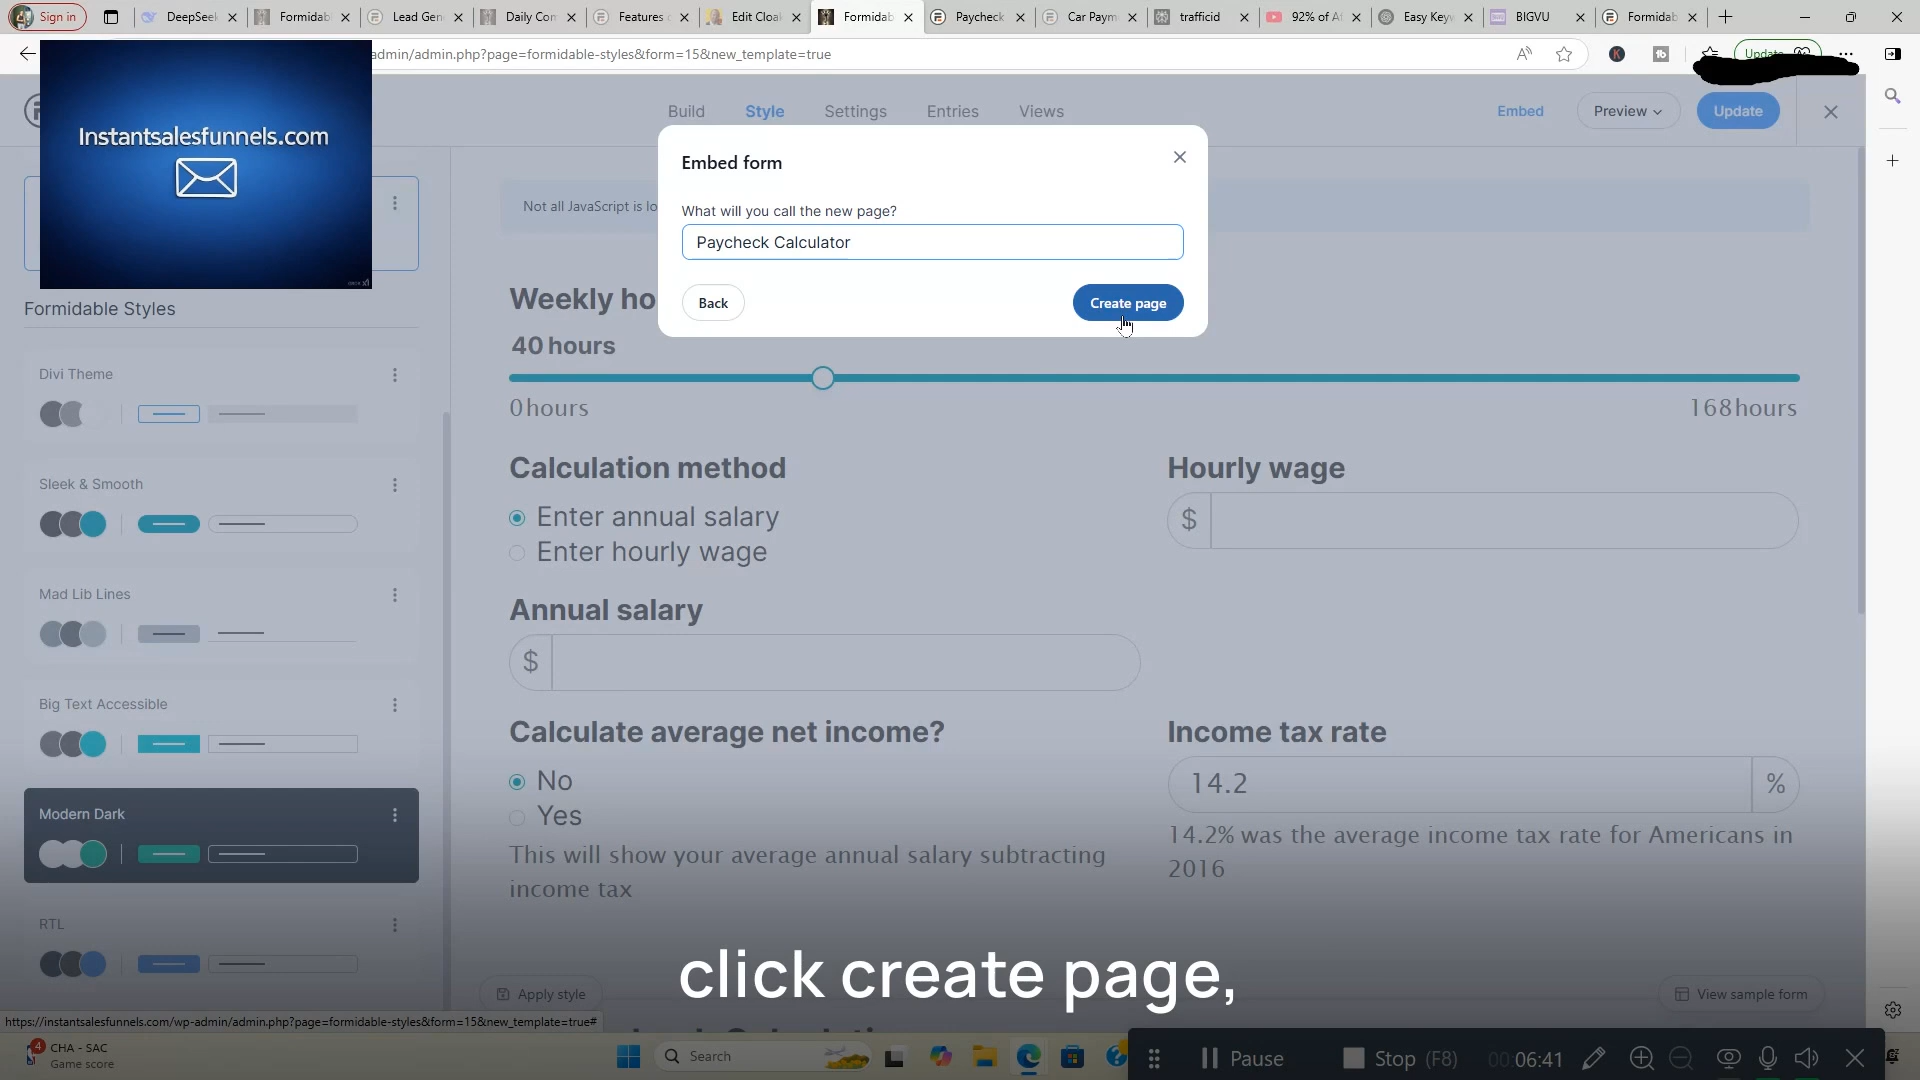 Sign in
DeepSeek
Formidabl
Lead Gen
Daily Con
Features
Edit Cloak
Formidab
Paycheck
Car Paym
trafficid
92% of Af
Easy Key
BIGVU
Formidab
admin/admin.php?page=formidable-styles&form=15&new_template=true
Update
Build
Style
Settings
Entries
Views
Embed
Preview
Update
Instantsalesfunnels.com
Embed form
What will you call the new page?
Paycheck Calculator
Back
Create page
Not all JavaScript is lo
Formidable Styles
Divi Theme
Sleek & Smooth
Mad Lib Lines
Big Text Accessible
Modern Dark
RTL
Weekly ho
40 hours
0 hours
168 hours
Calculation method
Enter annual salary
Enter hourly wage
Hourly wage
$
Annual salary
$
Calculate average net income?
No
Yes
This will show your average annual salary subtracting
income tax
Income tax rate
14.2
%
14.2% was the average income tax rate for Americans in
2016
Apply style
View sample form
click create page,
https://instantsalesfunnels.com/wp-admin/admin.php?page=formidable-styles&form=15&new_template=true#
4
CHA - SAC
Game score
Search
Pause
Stop (F8)
00:06:41